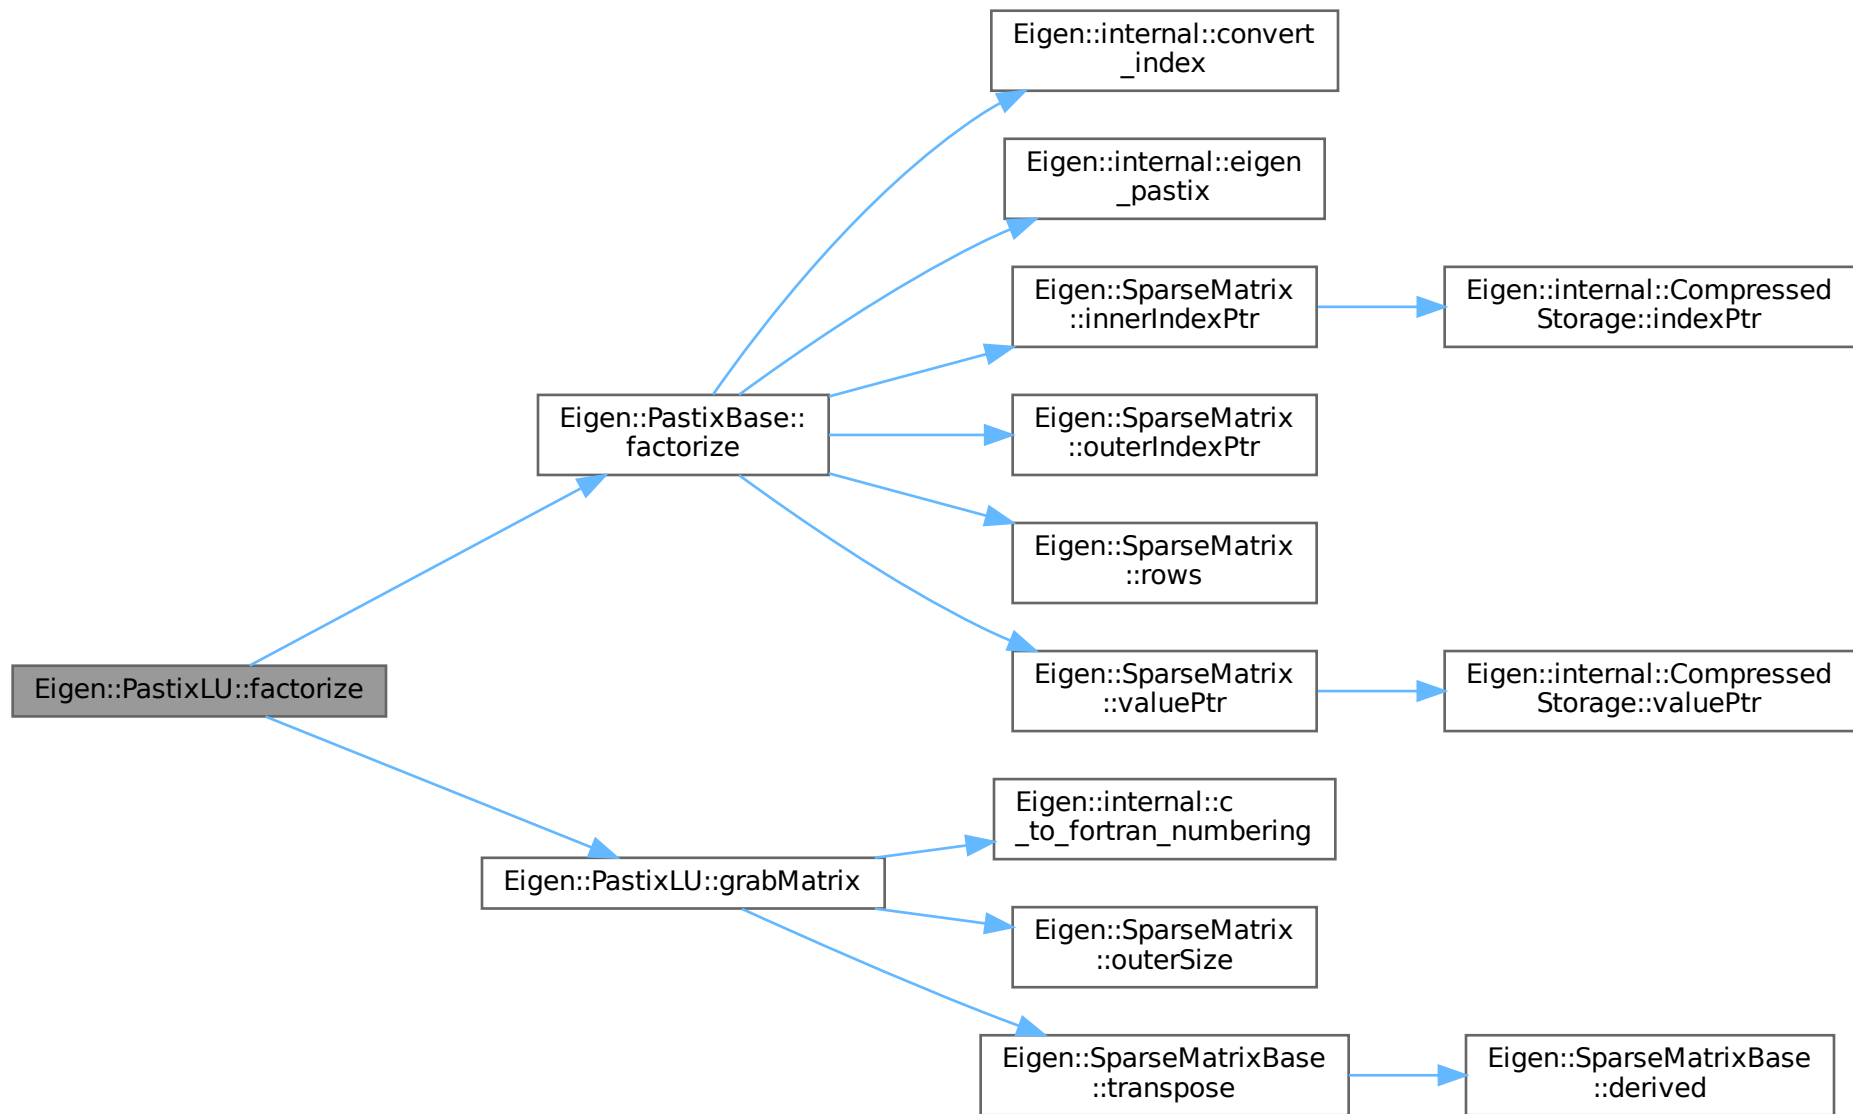 Eigen::internal::convert
_index
Eigen::internal::eigen
_pastix
Eigen::SparseMatrix
::innerIndexPtr
Eigen::internal::Compressed
Storage::indexPtr
Eigen::PastixBase::
factorize
Eigen::SparseMatrix
::outerIndexPtr
Eigen::SparseMatrix
::rows
Eigen::PastixLU::factorize
Eigen::SparseMatrix
::valuePtr
Eigen::internal::Compressed
Storage::valuePtr
Eigen::internal::c
_to_fortran_numbering
Eigen::PastixLU::grabMatrix
Eigen::SparseMatrix
::outerSize
Eigen::SparseMatrixBase
::transpose
Eigen::SparseMatrixBase
::derived